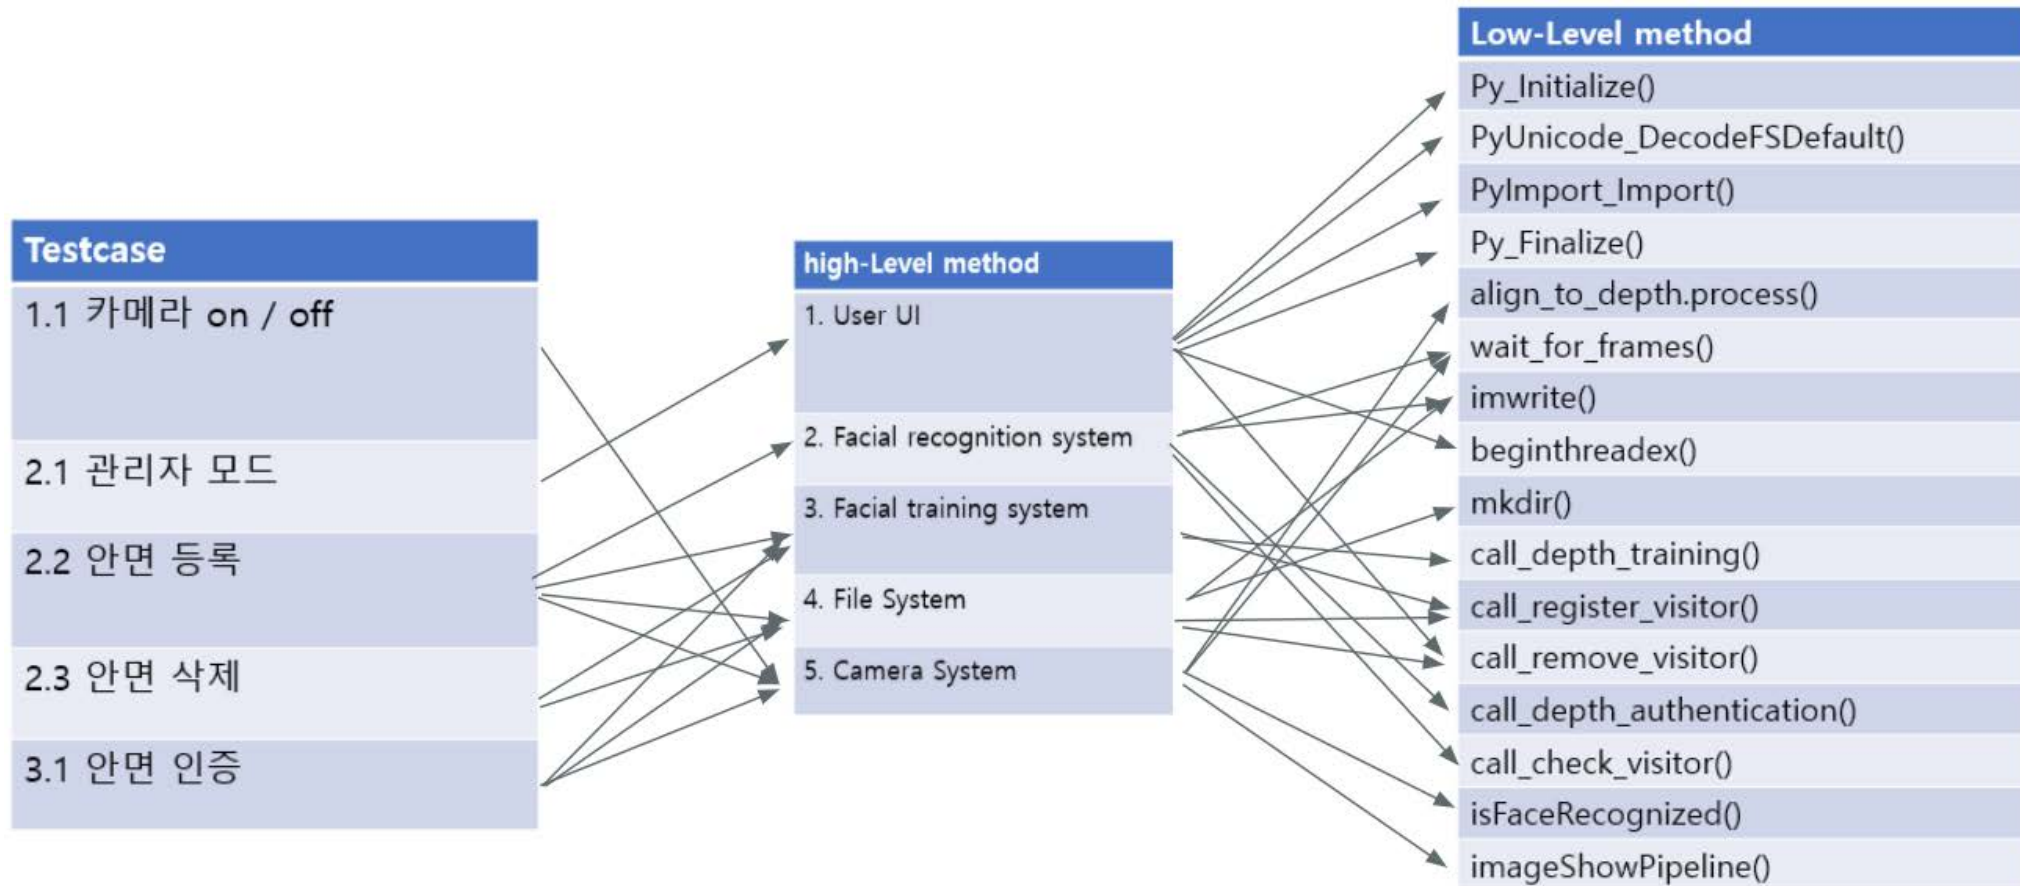 Testcase
1.1 카메라 on / off
2.1 관리자 모드
2.2 안면 등록
2.3 안면 삭제
3.1 안면 인증
high-Level method
1. User UI
2. Facial recognition system
3. Facial training system
4. File System
5. Camera System
Low-Level method
Py_Initialize()
PyUnicode_DecodeFSDefault()
PyImport_Import()
Py_Finalize()
align_to_depth.process()
wait_for_frames()
imwrite()
beginthreadex()
mkdir()
call_depth_training()
call_register_visitor()
call_remove_visitor()
call_depth_authentication()
call_check_visitor()
isFaceRecognized()
imageShowPipeline()